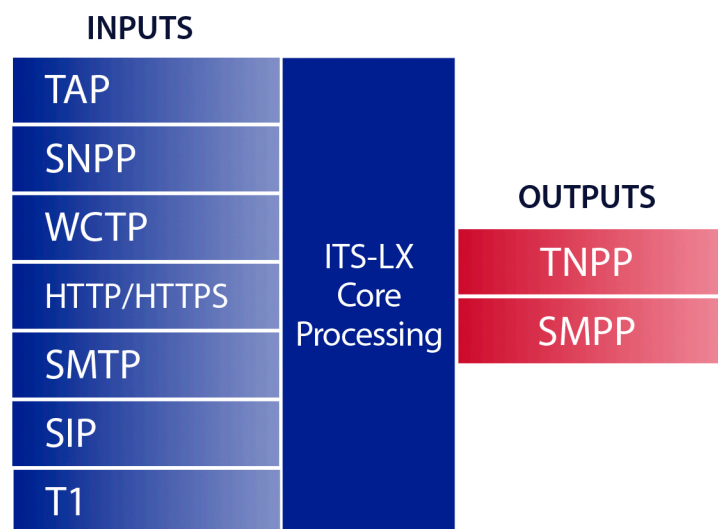 INPUTS
TAP
SNPP
WCTP
HTTP/HTTPS
SMTP
SIP
T1
ITS-LX
Core
Processing
OUTPUTS
TNPP
SMPP